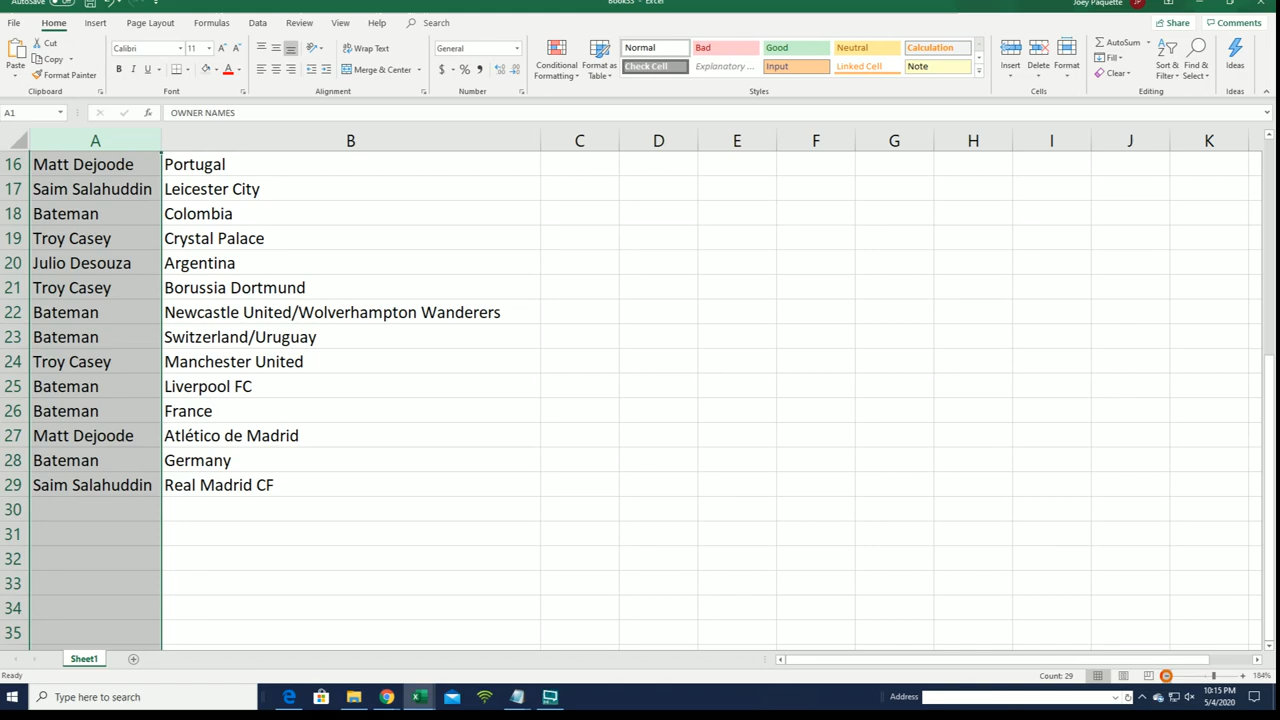 AutoSave Off Book33 - Excel Joey Paquette JP
File Home Insert Page Layout Formulas Data Review View Help Search Share Comments
Paste Cut Copy Format Painter Clipboard
Calibri 11 B I U A Font
Wrap Text Merge & Center Alignment
General $ % , Number
Conditional Formatting Format as Table
Normal Bad Good Neutral Calculation
Check Cell Explanatory ... Input Linked Cell Note
Styles
Insert Delete Format Cells
AutoSum Fill Clear Sort & Filter Find & Select Editing
Ideas Ideas
A1 fx OWNER NAMES
A B C D E F G H I J K
16 Matt Dejoode Portugal
17 Saim Salahuddin Leicester City
18 Bateman Colombia
19 Troy Casey Crystal Palace
20 Julio Desouza Argentina
21 Troy Casey Borussia Dortmund
22 Bateman Newcastle United/Wolverhampton Wanderers
23 Bateman Switzerland/Uruguay
24 Troy Casey Manchester United
25 Bateman Liverpool FC
26 Bateman France
27 Matt Dejoode Atlético de Madrid
28 Bateman Germany
29 Saim Salahuddin Real Madrid CF
30
31
32
33
34
35
Sheet1
Ready Count: 29 184%
Type here to search Address 10:15 PM
5/4/2020